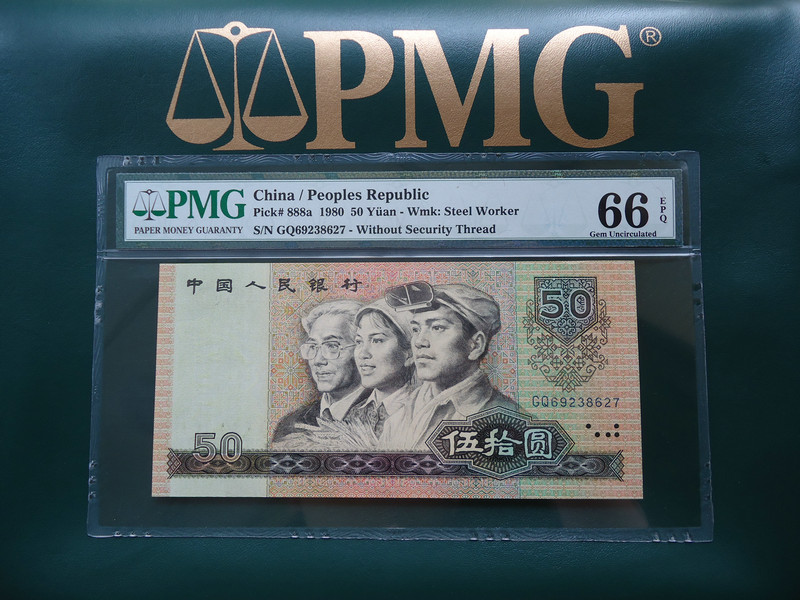 PMG®
PMG
PAPER MONEY GUARANTY
China / Peoples Republic
Pick# 888a 1980 50 Yüan - Wmk: Steel Worker
S/N GQ69238627 - Without Security Thread
66
EPQ
Gem Uncirculated
中国人民银行
50
GQ69238627
50
伍拾圆